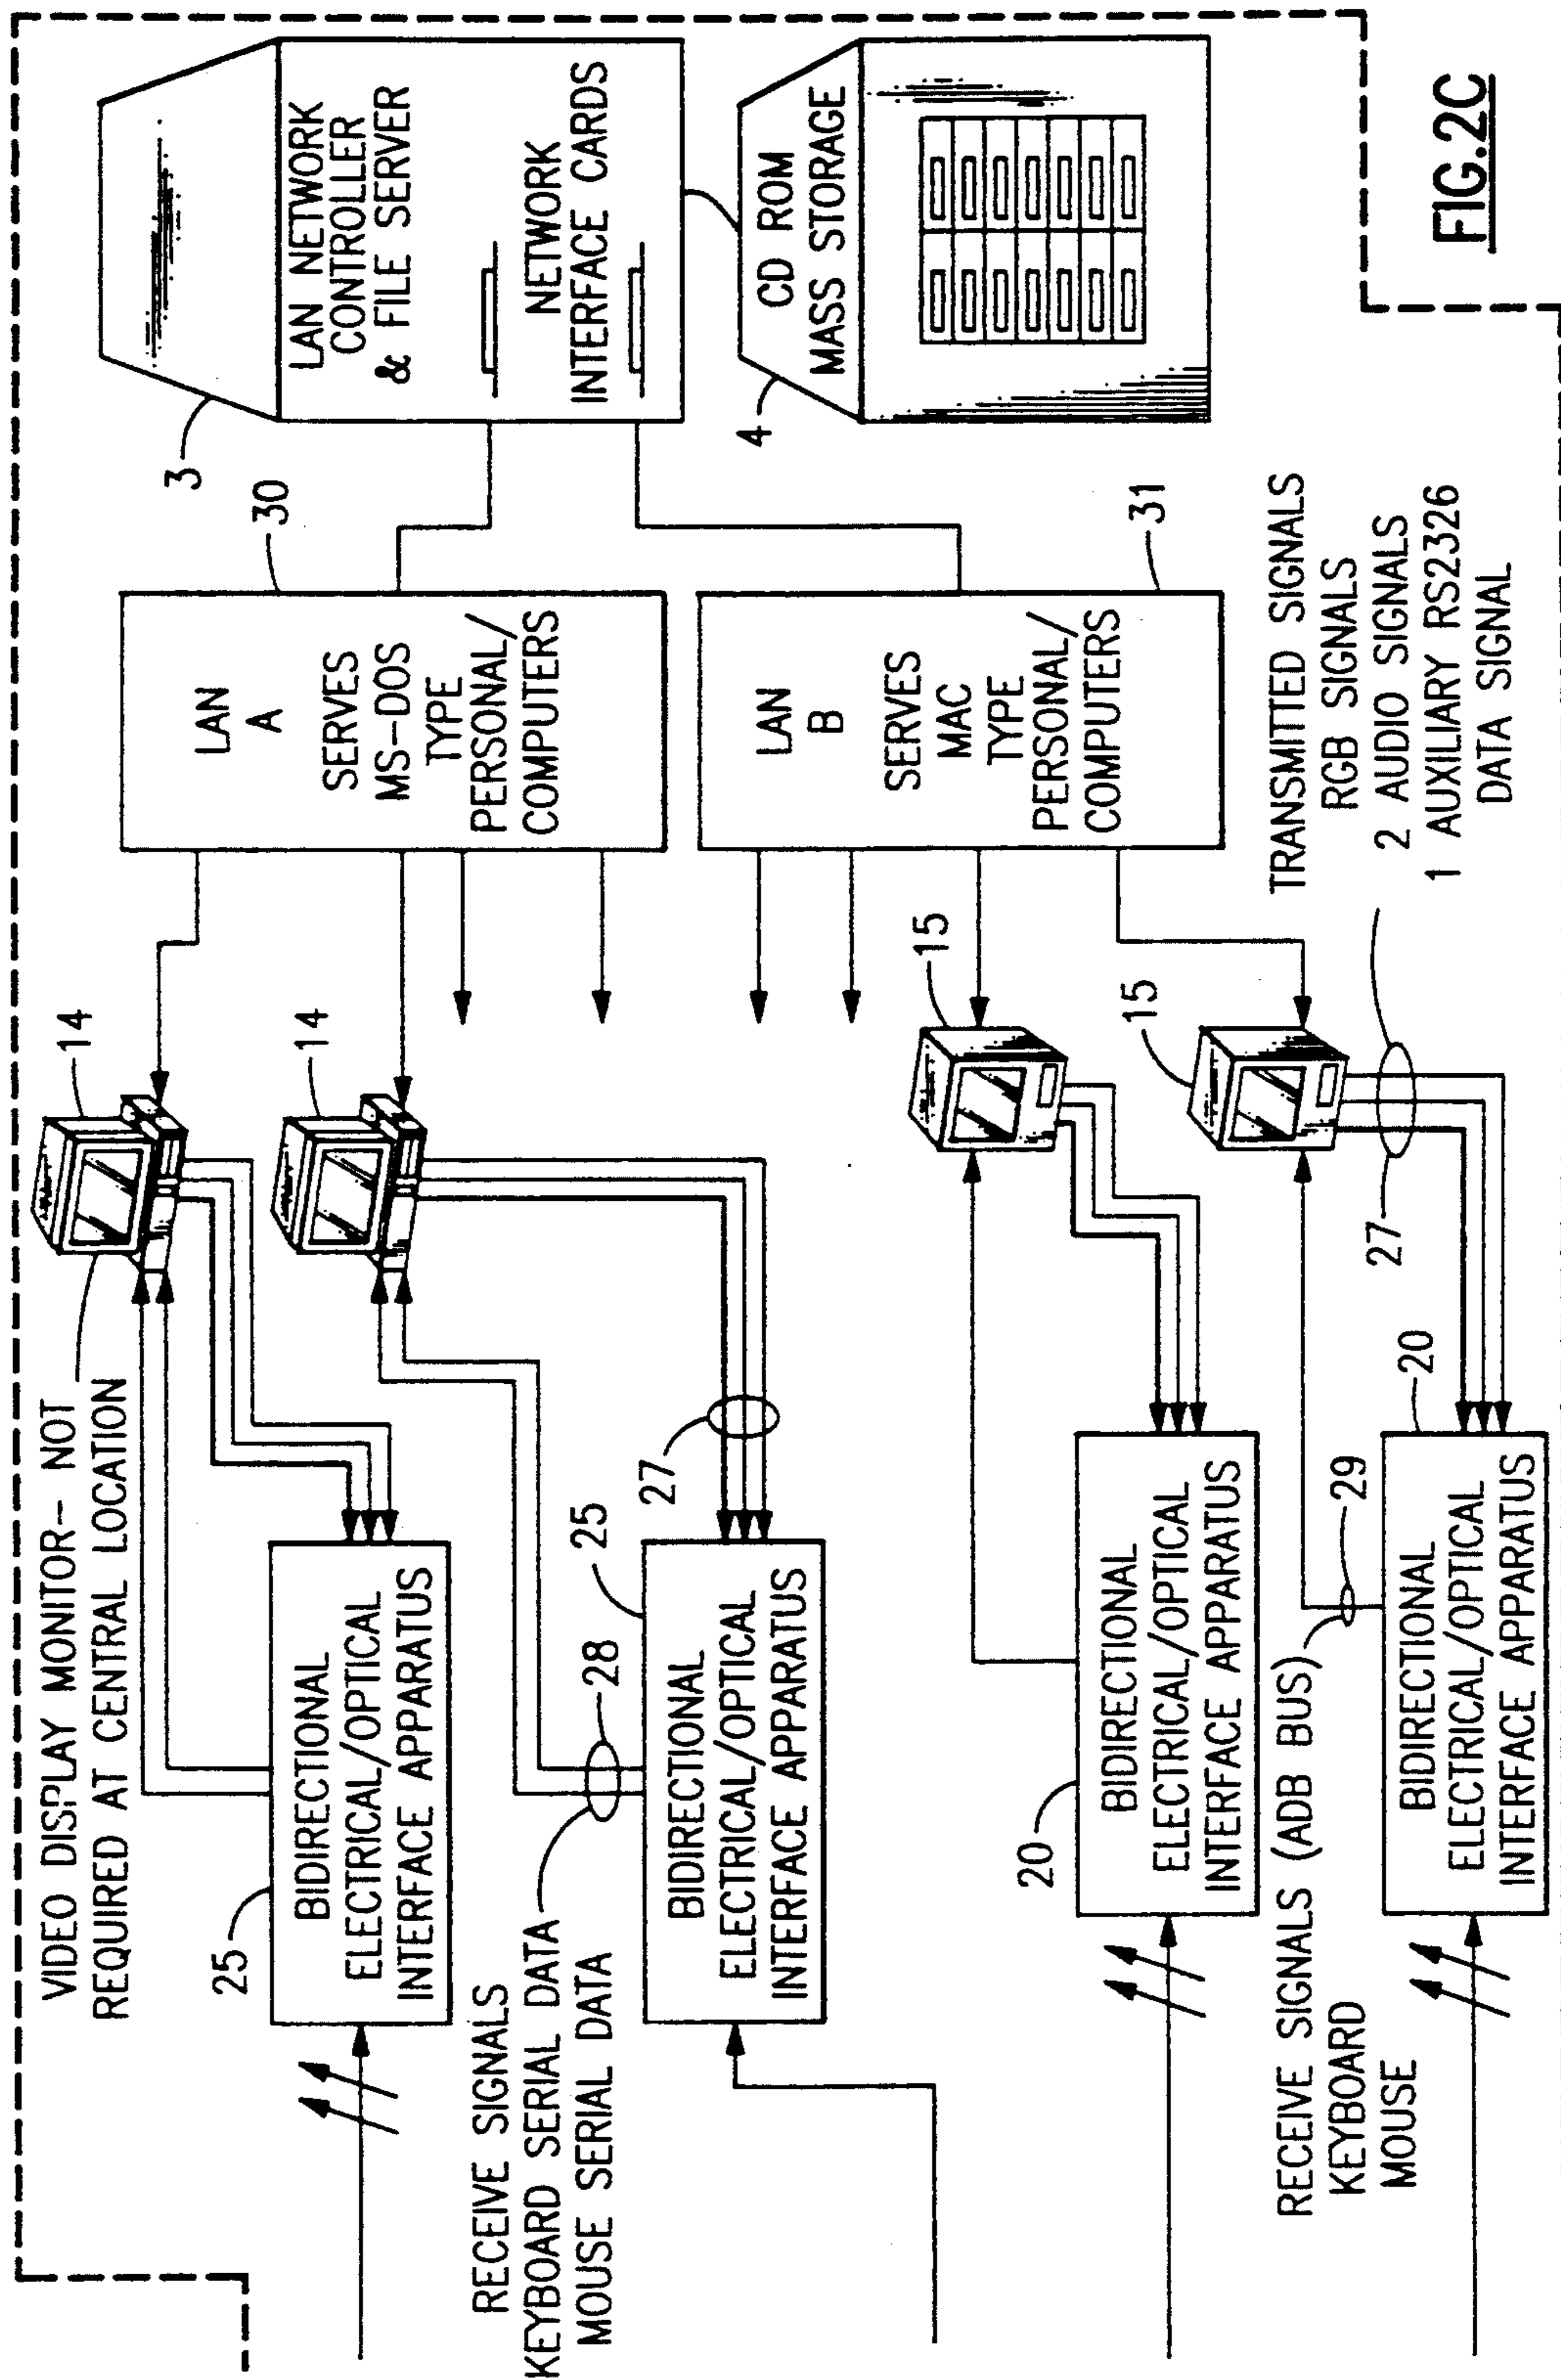 VIDEO DISPLAY MONITOR- NOT
REQUIRED AT CENTRAL LOCATION
14
14
25
BIDIRECTIONAL
ELECTRICAL/OPTICAL
INTERFACE APPARATUS
RECEIVE SIGNALS
KEYBOARD SERIAL DATA
MOUSE SERIAL DATA
28
25
27
BIDIRECTIONAL
ELECTRICAL/OPTICAL
INTERFACE APPARATUS
LAN
A
SERVES
MS-DOS
TYPE
PERSONAL/
COMPUTERS
30
3
LAN NETWORK
CONTROLLER
& FILE SERVER
NETWORK
INTERFACE CARDS
4
CD ROM
MASS STORAGE
LAN
B
SERVES
MAC
TYPE
PERSONAL/
COMPUTERS
31
15
15
20
BIDIRECTIONAL
ELECTRICAL/OPTICAL
INTERFACE APPARATUS
RECEIVE SIGNALS (ADB BUS)
KEYBOARD
MOUSE
29
20
27
BIDIRECTIONAL
ELECTRICAL/OPTICAL
INTERFACE APPARATUS
TRANSMITTED SIGNALS
RGB SIGNALS
2 AUDIO SIGNALS
1 AUXILIARY RS2326
DATA SIGNAL
FIG.2C